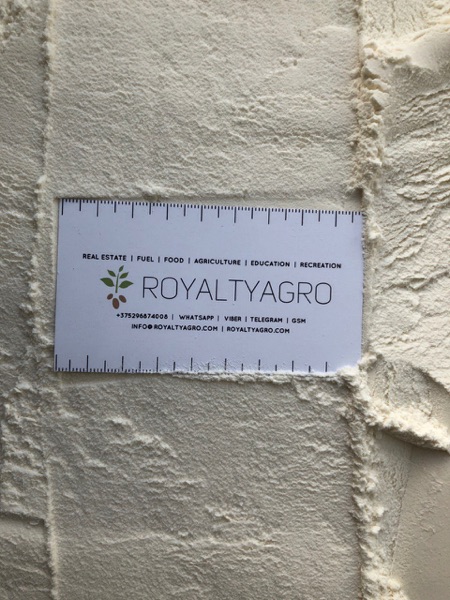 REAL ESTATE | FUEL | FOOD | AGRICULTURE | EDUCATION | RECREATION
ROYALTYAGRO
+375296874008 | WHATSAPP | VIBER | TELEGRAM | GSM
INFO@ROYALTYAGRO.COM | ROYALTYAGRO.COM